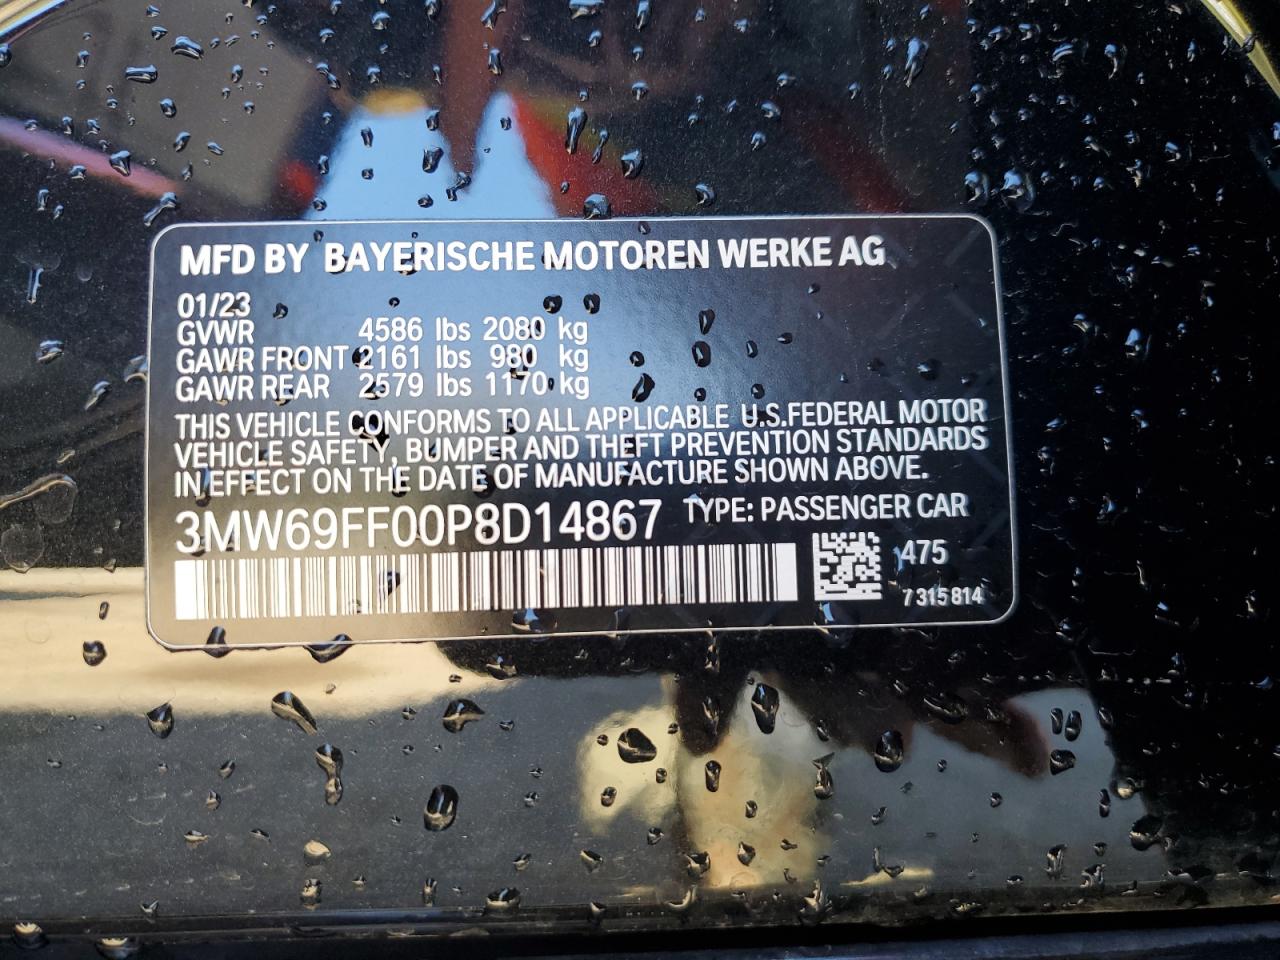 MFD BY BAYERISCHE MOTOREN WERKE AG
01/23
GVWR 4586 lbs 2080 kg
GAWR FRONT 2161 lbs 980 kg
GAWR REAR 2579 lbs 1170 kg
THIS VEHICLE CONFORMS TO ALL APPLICABLE U.S.FEDERAL MOTOR
VEHICLE SAFETY, BUMPER AND THEFT PREVENTION STANDARDS
IN EFFECT ON THE DATE OF MANUFACTURE SHOWN ABOVE.
3MW69FF00P8D14867 TYPE: PASSENGER CAR
475
7 315 814